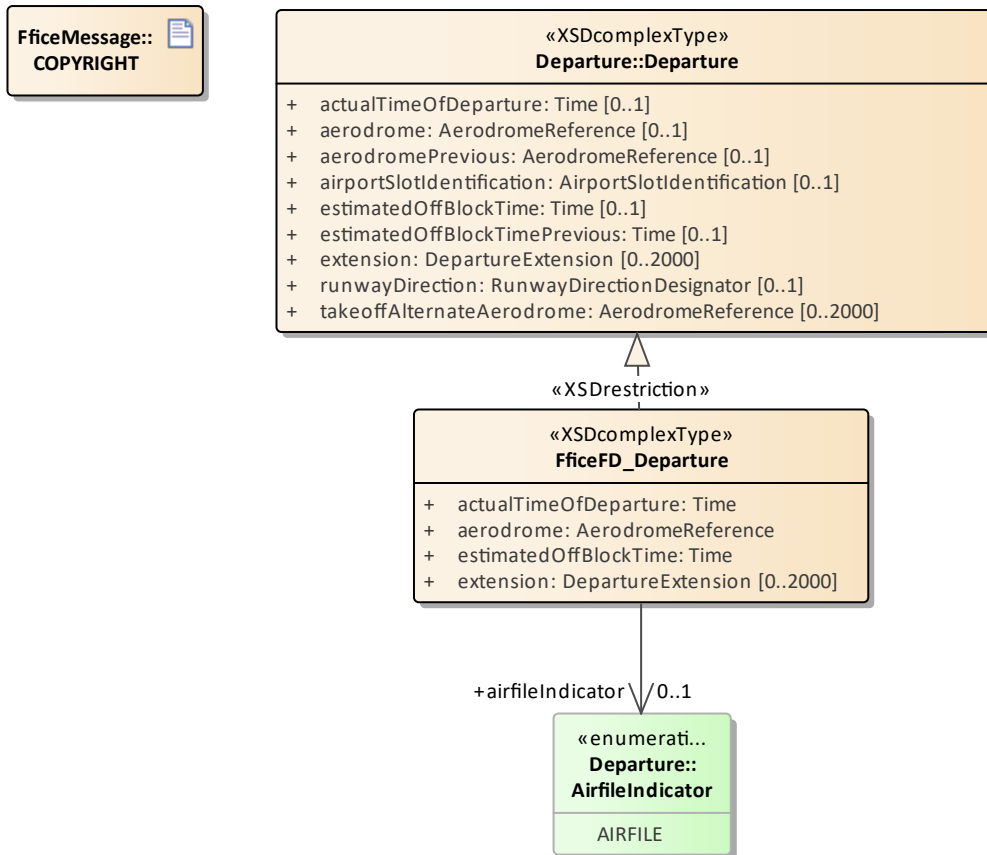 FficeMessage::
COPYRIGHT
«XSDcomplexType»
Departure::Departure
+ actualTimeOfDeparture: Time [0..1]
+ aerodrome: AerodromeReference [0..1]
+ aerodromePrevious: AerodromeReference [0..1]
+ airportSlotIdentification: AirportSlotIdentification [0..1]
+ estimatedOffBlockTime: Time [0..1]
+ estimatedOffBlockTimePrevious: Time [0..1]
+ extension: DepartureExtension [0..2000]
+ runwayDirection: RunwayDirectionDesignator [0..1]
+ takeoffAlternateAerodrome: AerodromeReference [0..2000]
«XSDrestriction»
«XSDcomplexType»
FficeFD_Departure
+ actualTimeOfDeparture: Time
+ aerodrome: AerodromeReference
+ estimatedOffBlockTime: Time
+ extension: DepartureExtension [0..2000]
+airfileIndicator 0..1
«enumerati...
Departure::
AirfileIndicator
AIRFILE